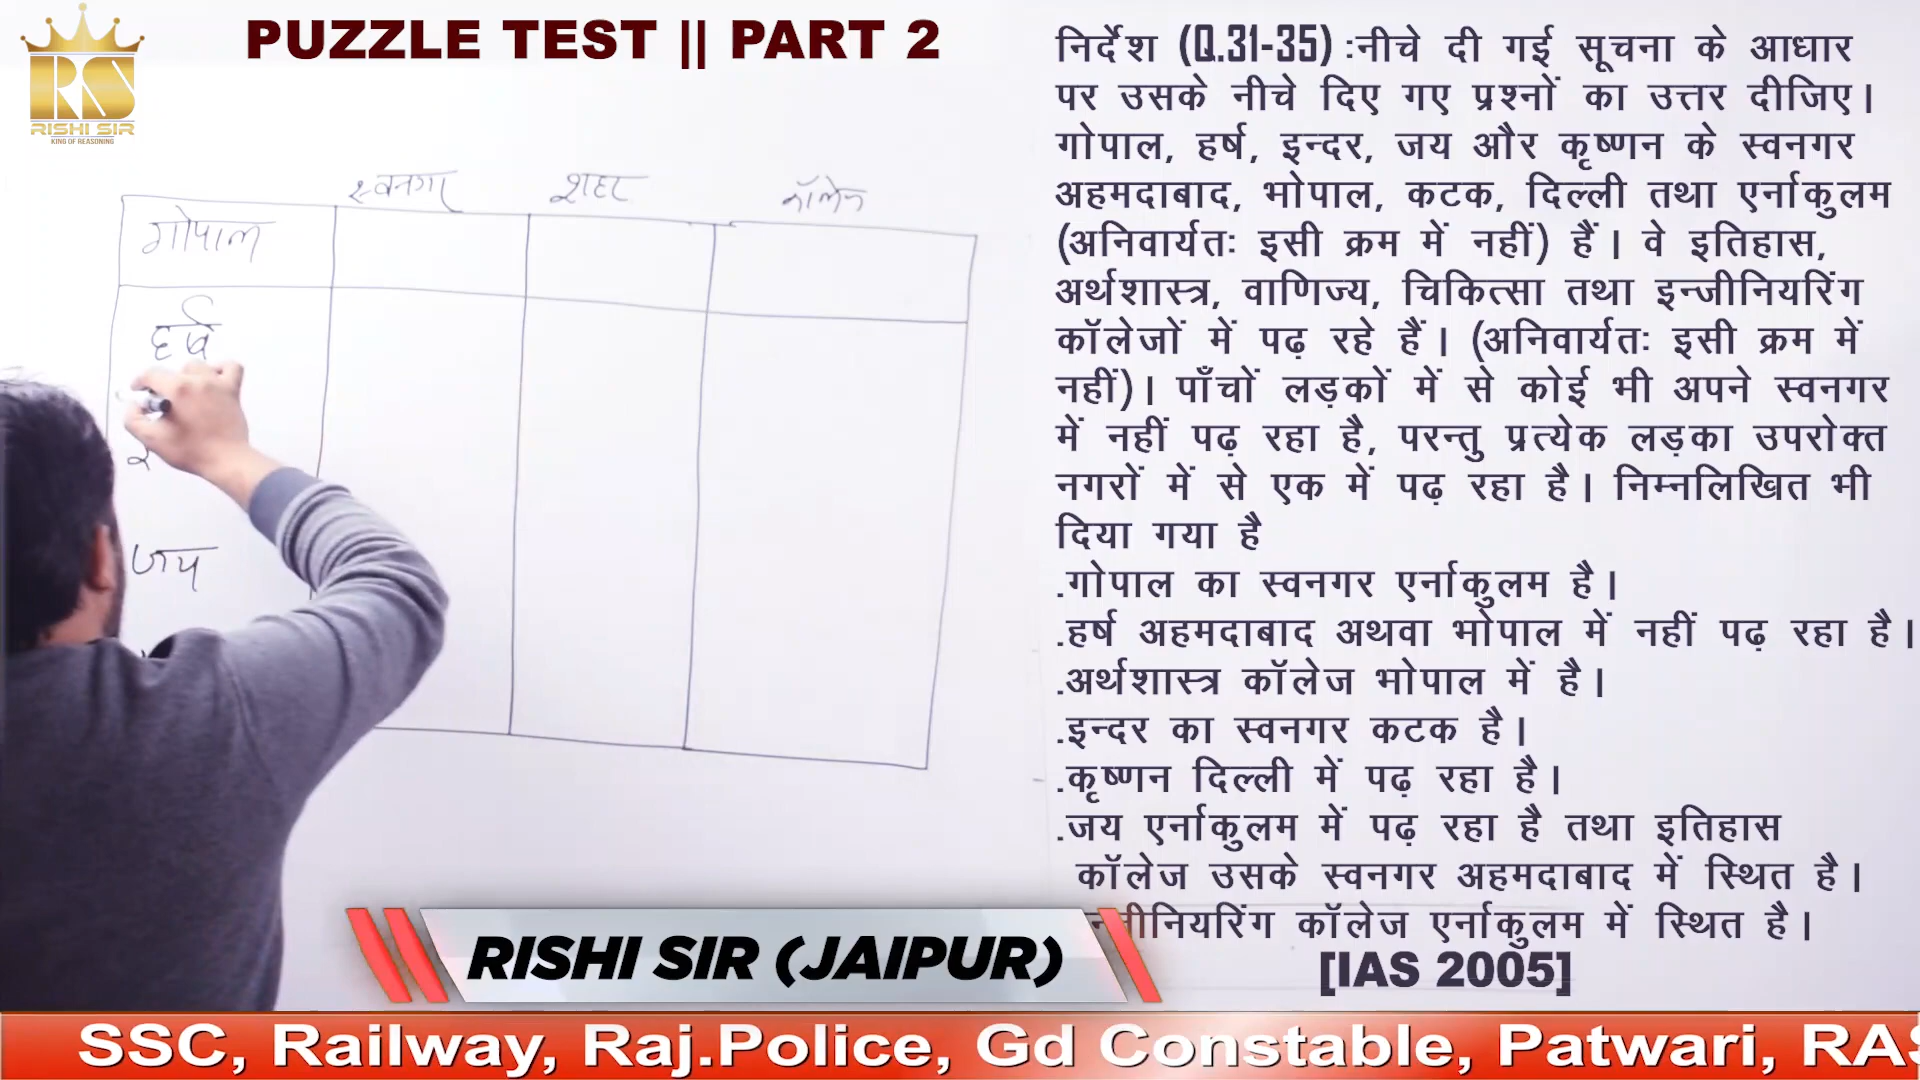 RS
RISHI SIR
KING OF REASONING
PUZZLE TEST || PART 2
स्वनगर
शहर
कॉलेज
गोपाल
हर्ष
जय
निर्देश (Q.31-35) :नीचे दी गई सूचना के आधार
पर उसके नीचे दिए गए प्रश्नों का उत्तर दीजिए।
गोपाल, हर्ष, इन्दर, जय और कृष्णन के स्वनगर
अहमदाबाद, भोपाल, कटक, दिल्ली तथा एर्नाकुलम
(अनिवार्यतः इसी क्रम में नहीं) हैं। वे इतिहास,
अर्थशास्त्र, वाणिज्य, चिकित्सा तथा इन्जीनियरिंग
कॉलेजों में पढ़ रहे हैं। (अनिवार्यतः इसी क्रम में
नहीं)। पाँचों लड़कों में से कोई भी अपने स्वनगर
में नहीं पढ़ रहा है, परन्तु प्रत्येक लड़का उपरोक्त
नगरों में से एक में पढ़ रहा है। निम्नलिखित भी
दिया गया है
.गोपाल का स्वनगर एर्नाकुलम है।
.हर्ष अहमदाबाद अथवा भोपाल में नहीं पढ़ रहा है।
.अर्थशास्त्र कॉलेज भोपाल में है।
.इन्दर का स्वनगर कटक है।
.कृष्णन दिल्ली में पढ़ रहा है।
.जय एर्नाकुलम में पढ़ रहा है तथा इतिहास
कॉलेज उसके स्वनगर अहमदाबाद में स्थित है।
कॉलेज एर्नाकुलम में स्थित है।
[IAS 2005]
RISHI SIR (JAIPUR)
SSC, Railway, Raj.Police, Gd Constable, Patwari, RAS